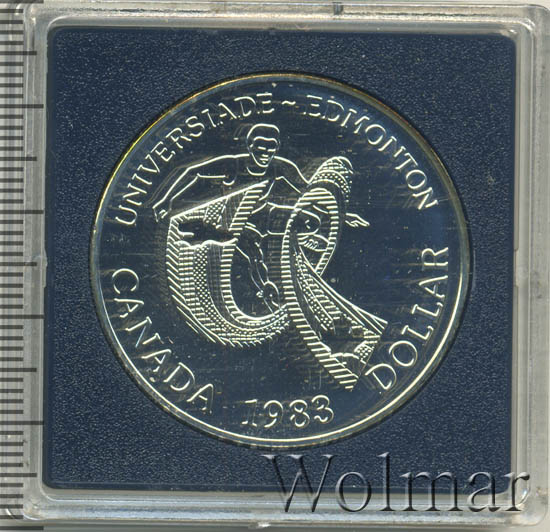 UNIVERSIADE ~ EDMONTON
CANADA 1983 DOLLAR
Wolmar